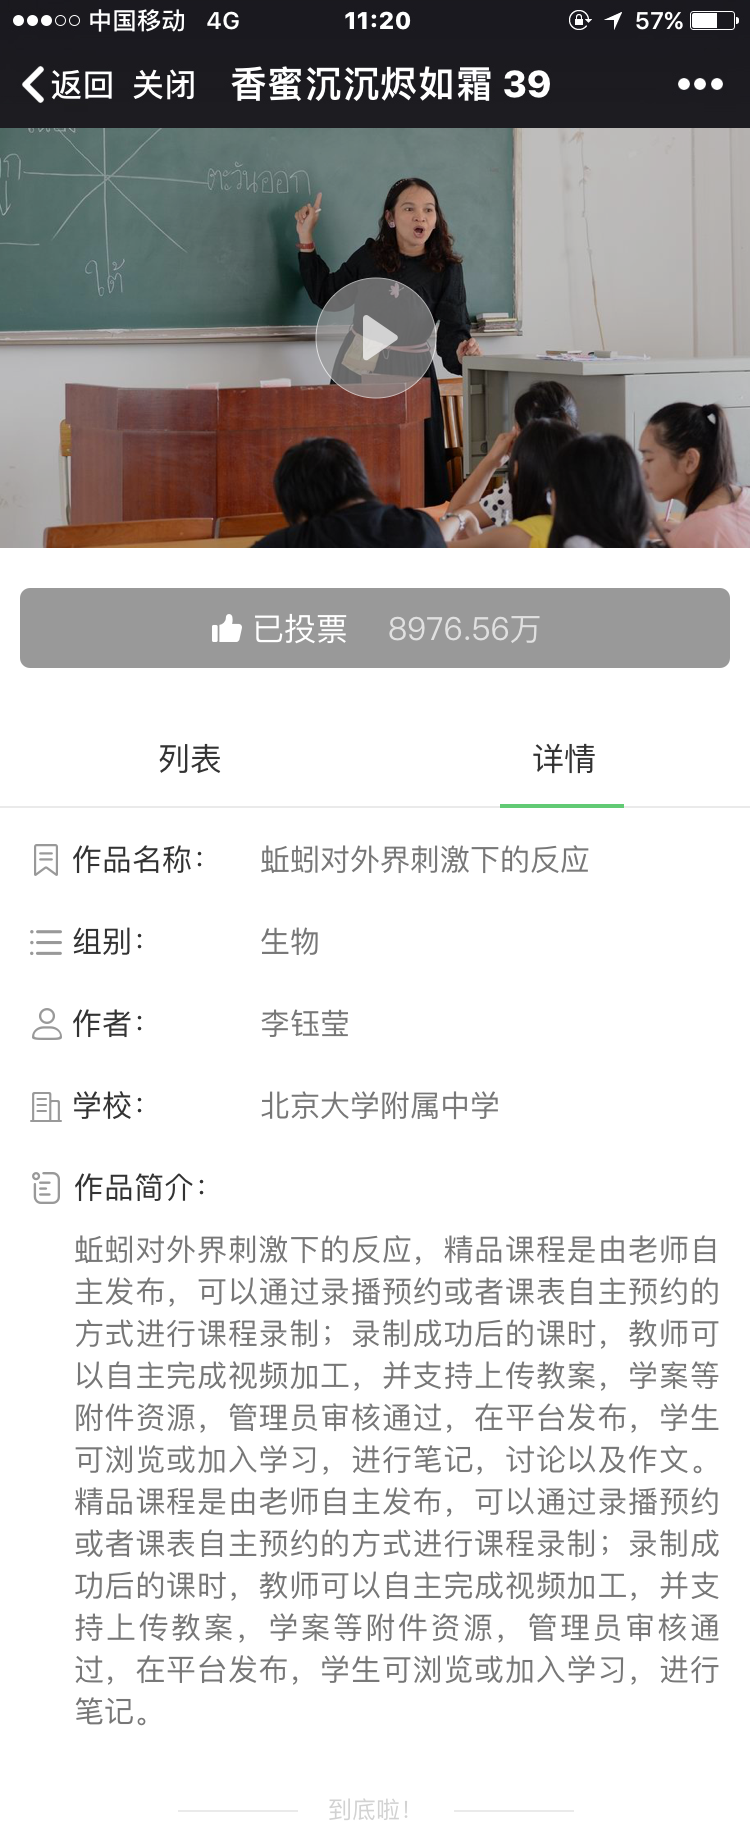 中国移动 4G 11:20 57%
返回 关闭 香蜜沉沉烬如霜 39
ตะวันออก
ใต้
已投票 8976.56万
列表 详情
作品名称： 蚯蚓对外界刺激下的反应
组别： 生物
作者： 李钰莹
学校： 北京大学附属中学
作品简介：
蚯蚓对外界刺激下的反应，精品课程是由老师自
主发布，可以通过录播预约或者课表自主预约的
方式进行课程录制；录制成功后的课时，教师可
以自主完成视频加工，并支持上传教案，学案等
附件资源，管理员审核通过，在平台发布，学生
可浏览或加入学习，进行笔记，讨论以及作文。
精品课程是由老师自主发布，可以通过录播预约
或者课表自主预约的方式进行课程录制；录制成
功后的课时，教师可以自主完成视频加工，并支
持上传教案，学案等附件资源，管理员审核通
过，在平台发布，学生可浏览或加入学习，进行
笔记。
到底啦！